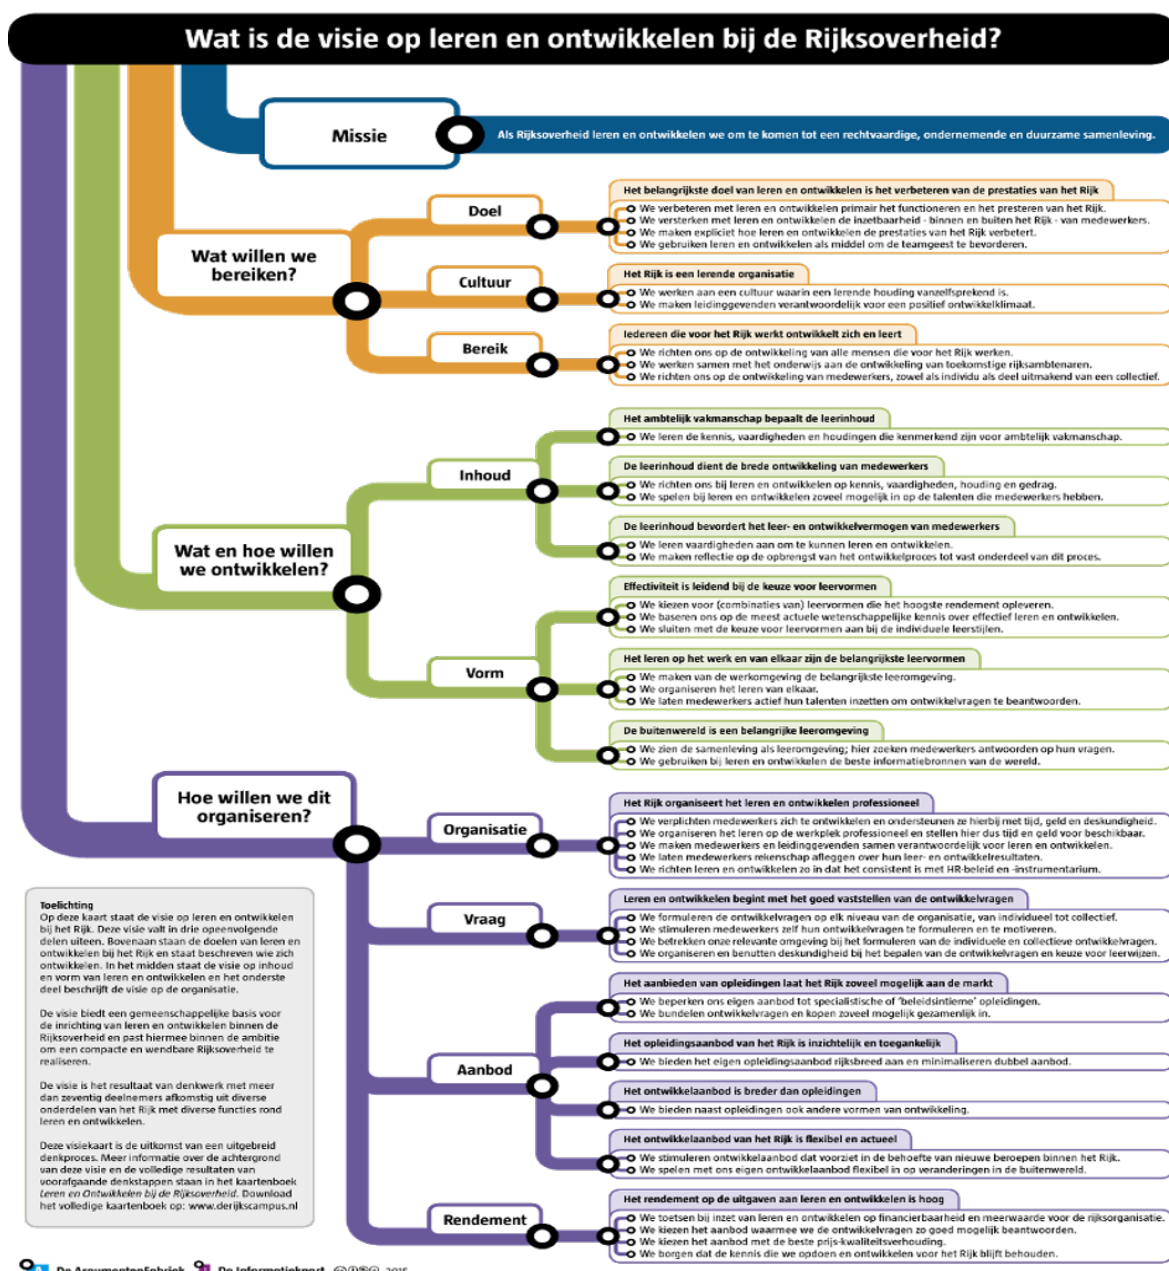 Wat is de visie op leren en ontwikkelen bij de Rijksoverheid?
Missie
Als Rijksoverheid leren en ontwikkelen we om te komen tot een rechtvaardige, ondernemende en duurzame samenleving.
Wat willen we
bereiken?
Doel
Het belangrijkste doel van leren en ontwikkelen is het verbeteren van de prestaties van het Rijk
We verbeteren met leren en ontwikkelen primair het functioneren en het presteren van het Rijk.
We versterken met leren en ontwikkelen de inzetbaarheid - binnen en buiten het Rijk - van medewerkers.
We maken expliciet hoe leren en ontwikkelen de prestaties van het Rijk verbetert.
We gebruiken leren en ontwikkelen als middel om de teamgeest te bevorderen.
Cultuur
Het Rijk is een lerende organisatie
We werken aan een cultuur waarin een lerende houding vanzelfsprekend is.
We maken leidinggevenden verantwoordelijk voor een positief ontwikkelklimaat.
Bereik
Iedereen die voor het Rijk werkt ontwikkelt zich en leert
We richten ons op de ontwikkeling van alle mensen die voor het Rijk werken.
We werken samen met het onderwijs aan de ontwikkeling van toekomstige rijksambtenaren.
We richten ons op de ontwikkeling van medewerkers, zowel als individu als deel uitmakend van een collectief.
Wat en hoe willen
we ontwikkelen?
Inhoud
Het ambtelijk vakmanschap bepaalt de leerinhoud
We leren de kennis, vaardigheden en houdingen die kenmerkend zijn voor ambtelijk vakmanschap.
De leerinhoud dient de brede ontwikkeling van medewerkers
We richten ons bij leren en ontwikkelen op kennis, vaardigheden, houding en gedrag.
We spelen bij leren en ontwikkelen zoveel mogelijk in op de talenten die medewerkers hebben.
De leerinhoud bevordert het leer- en ontwikkelvermogen van medewerkers
We leren vaardigheden aan om te kunnen leren en ontwikkelen.
We maken reflectie op de opbrengst van het ontwikkelproces tot vast onderdeel van dit proces.
Vorm
Effectiviteit is leidend bij de keuze voor leervormen
We kiezen voor (combinaties van) leervormen die het hoogste rendement opleveren.
We baseren ons op de meest actuele wetenschappelijke kennis over effectief leren en ontwikkelen.
We sluiten met de keuze voor leervormen aan bij de individuele leerstijlen.
Het leren op het werk en van elkaar zijn de belangrijkste leervormen
We maken van de werkomgeving de belangrijkste leeromgeving.
We organiseren het leren van elkaar.
We laten medewerkers actief hun talenten inzetten om ontwikkelvragen te beantwoorden.
De buitenwereld is een belangrijke leeromgeving
We zien de samenleving als leeromgeving; hier zoeken medewerkers antwoorden op hun vragen.
We gebruiken bij leren en ontwikkelen de beste informatiebronnen van de wereld.
Hoe willen we dit
organiseren?
Organisatie
Het Rijk organiseert het leren en ontwikkelen professioneel
We verplichten medewerkers zich te ontwikkelen en ondersteunen ze hierbij met tijd, geld en deskundigheid.
We organiseren het leren op de werkplek professioneel en stellen hier dus tijd en geld voor beschikbaar.
We maken medewerkers en leidinggevenden samen verantwoordelijk voor leren en ontwikkelen.
We laten medewerkers rekenschap afleggen over hun leer- en ontwikkelresultaten.
We richten leren en ontwikkelen zo in dat het consistent is met HR-beleid en -instrumentarium.
Vraag
Leren en ontwikkelen begint met het goed vaststellen van de ontwikkelvragen
We formuleren de ontwikkelvragen op elk niveau van de organisatie, van individueel tot collectief.
We stimuleren medewerkers zelf hun ontwikkelvragen te formuleren en te motiveren.
We betrekken onze relevante omgeving bij het formuleren van de individuele en collectieve ontwikkelvragen.
We organiseren en benutten deskundigheid bij het bepalen van de ontwikkelvragen en keuze voor leerwijzen.
Aanbod
Het aanbieden van opleidingen laat het Rijk zoveel mogelijk aan de markt
We beperken ons eigen aanbod tot specialistische of 'beleidsintieme' opleidingen.
We bundelen ontwikkelvragen en kopen zoveel mogelijk gezamenlijk in.
Het opleidingsaanbod van het Rijk is inzichtelijk en toegankelijk
We bieden het eigen opleidingsaanbod rijksbreed aan en minimaliseren dubbel aanbod.
Het ontwikkelaanbod is breder dan opleidingen
We bieden naast opleidingen ook andere vormen van ontwikkeling.
Het ontwikkelaanbod van het Rijk is flexibel en actueel
We stimuleren ontwikkelaanbod dat voorziet in de behoefte van nieuwe beroepen binnen het Rijk.
We spelen met ons eigen ontwikkelaanbod flexibel in op veranderingen in de buitenwereld.
Rendement
Het rendement op de uitgaven aan leren en ontwikkelen is hoog
We toetsen bij inzet van leren en ontwikkelen op financierbaarheid en meerwaarde voor de rijksorganisatie.
We kiezen het aanbod waarmee we de ontwikkelvragen zo goed mogelijk beantwoorden.
We kiezen het aanbod met de beste prijs-kwaliteitsverhouding.
We borgen dat de kennis die we opdoen en ontwikkelen voor het Rijk blijft behouden.
Toelichting
Op deze kaart staat de visie op leren en ontwikkelen
bij het Rijk. Deze visie valt in drie opeenvolgende
delen uiteen. Bovenaan staan de doelen van leren en
ontwikkelen bij het Rijk en staat beschreven wie zich
ontwikkelen. In het midden staat de visie op inhoud
en vorm van leren en ontwikkelen en het onderste
deel beschrijft de visie op de organisatie.
De visie biedt een gemeenschappelijke basis voor
de inrichting van leren en ontwikkelen binnen de
Rijksoverheid en past hiermee binnen de ambitie
om een compacte en wendbare Rijksoverheid te
realiseren.
De visie is het resultaat van denkwerk met meer
dan zeventig deelnemers afkomstig uit diverse
onderdelen van het Rijk met diverse functies rond
leren en ontwikkelen.
Deze visiekaart is de uitkomst van een uitgebreid
denkproces. Meer informatie over de achtergrond
van deze visie en de volledige resultaten van
voorafgaande denkstappen staan in het kaartenboek
Leren en Ontwikkelen bij de Rijksoverheid. Download
het volledige kaartenboek op: www.derijkscampus.nl
De ArgumentenFabriek De Informatiekaart 2015